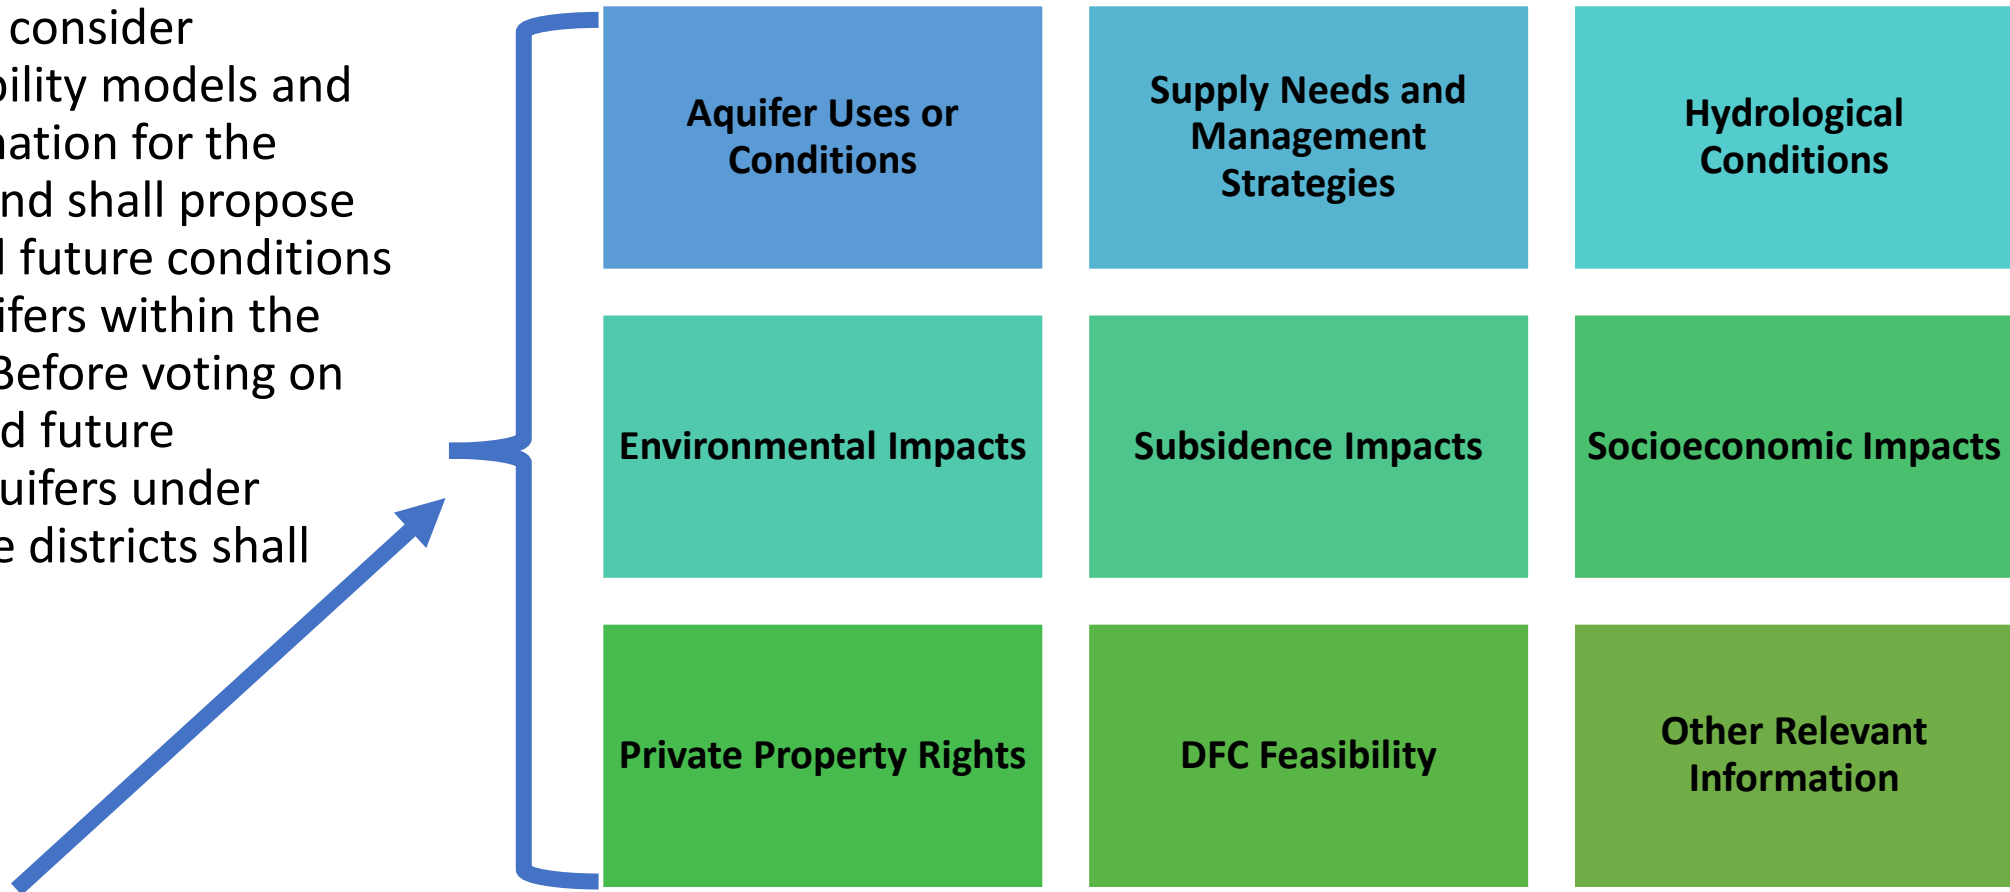 consider
bility models and
nation for the
nd shall propose
future conditions
ifers within the
Before voting on
d future
uifers under
e districts shall
Aquifer Uses or
Conditions
Supply Needs and
Management
Strategies
Hydrological
Conditions
Environmental Impacts
Subsidence Impacts
Socioeconomic Impacts
Private Property Rights
DFC Feasibility
Other Relevant
Information